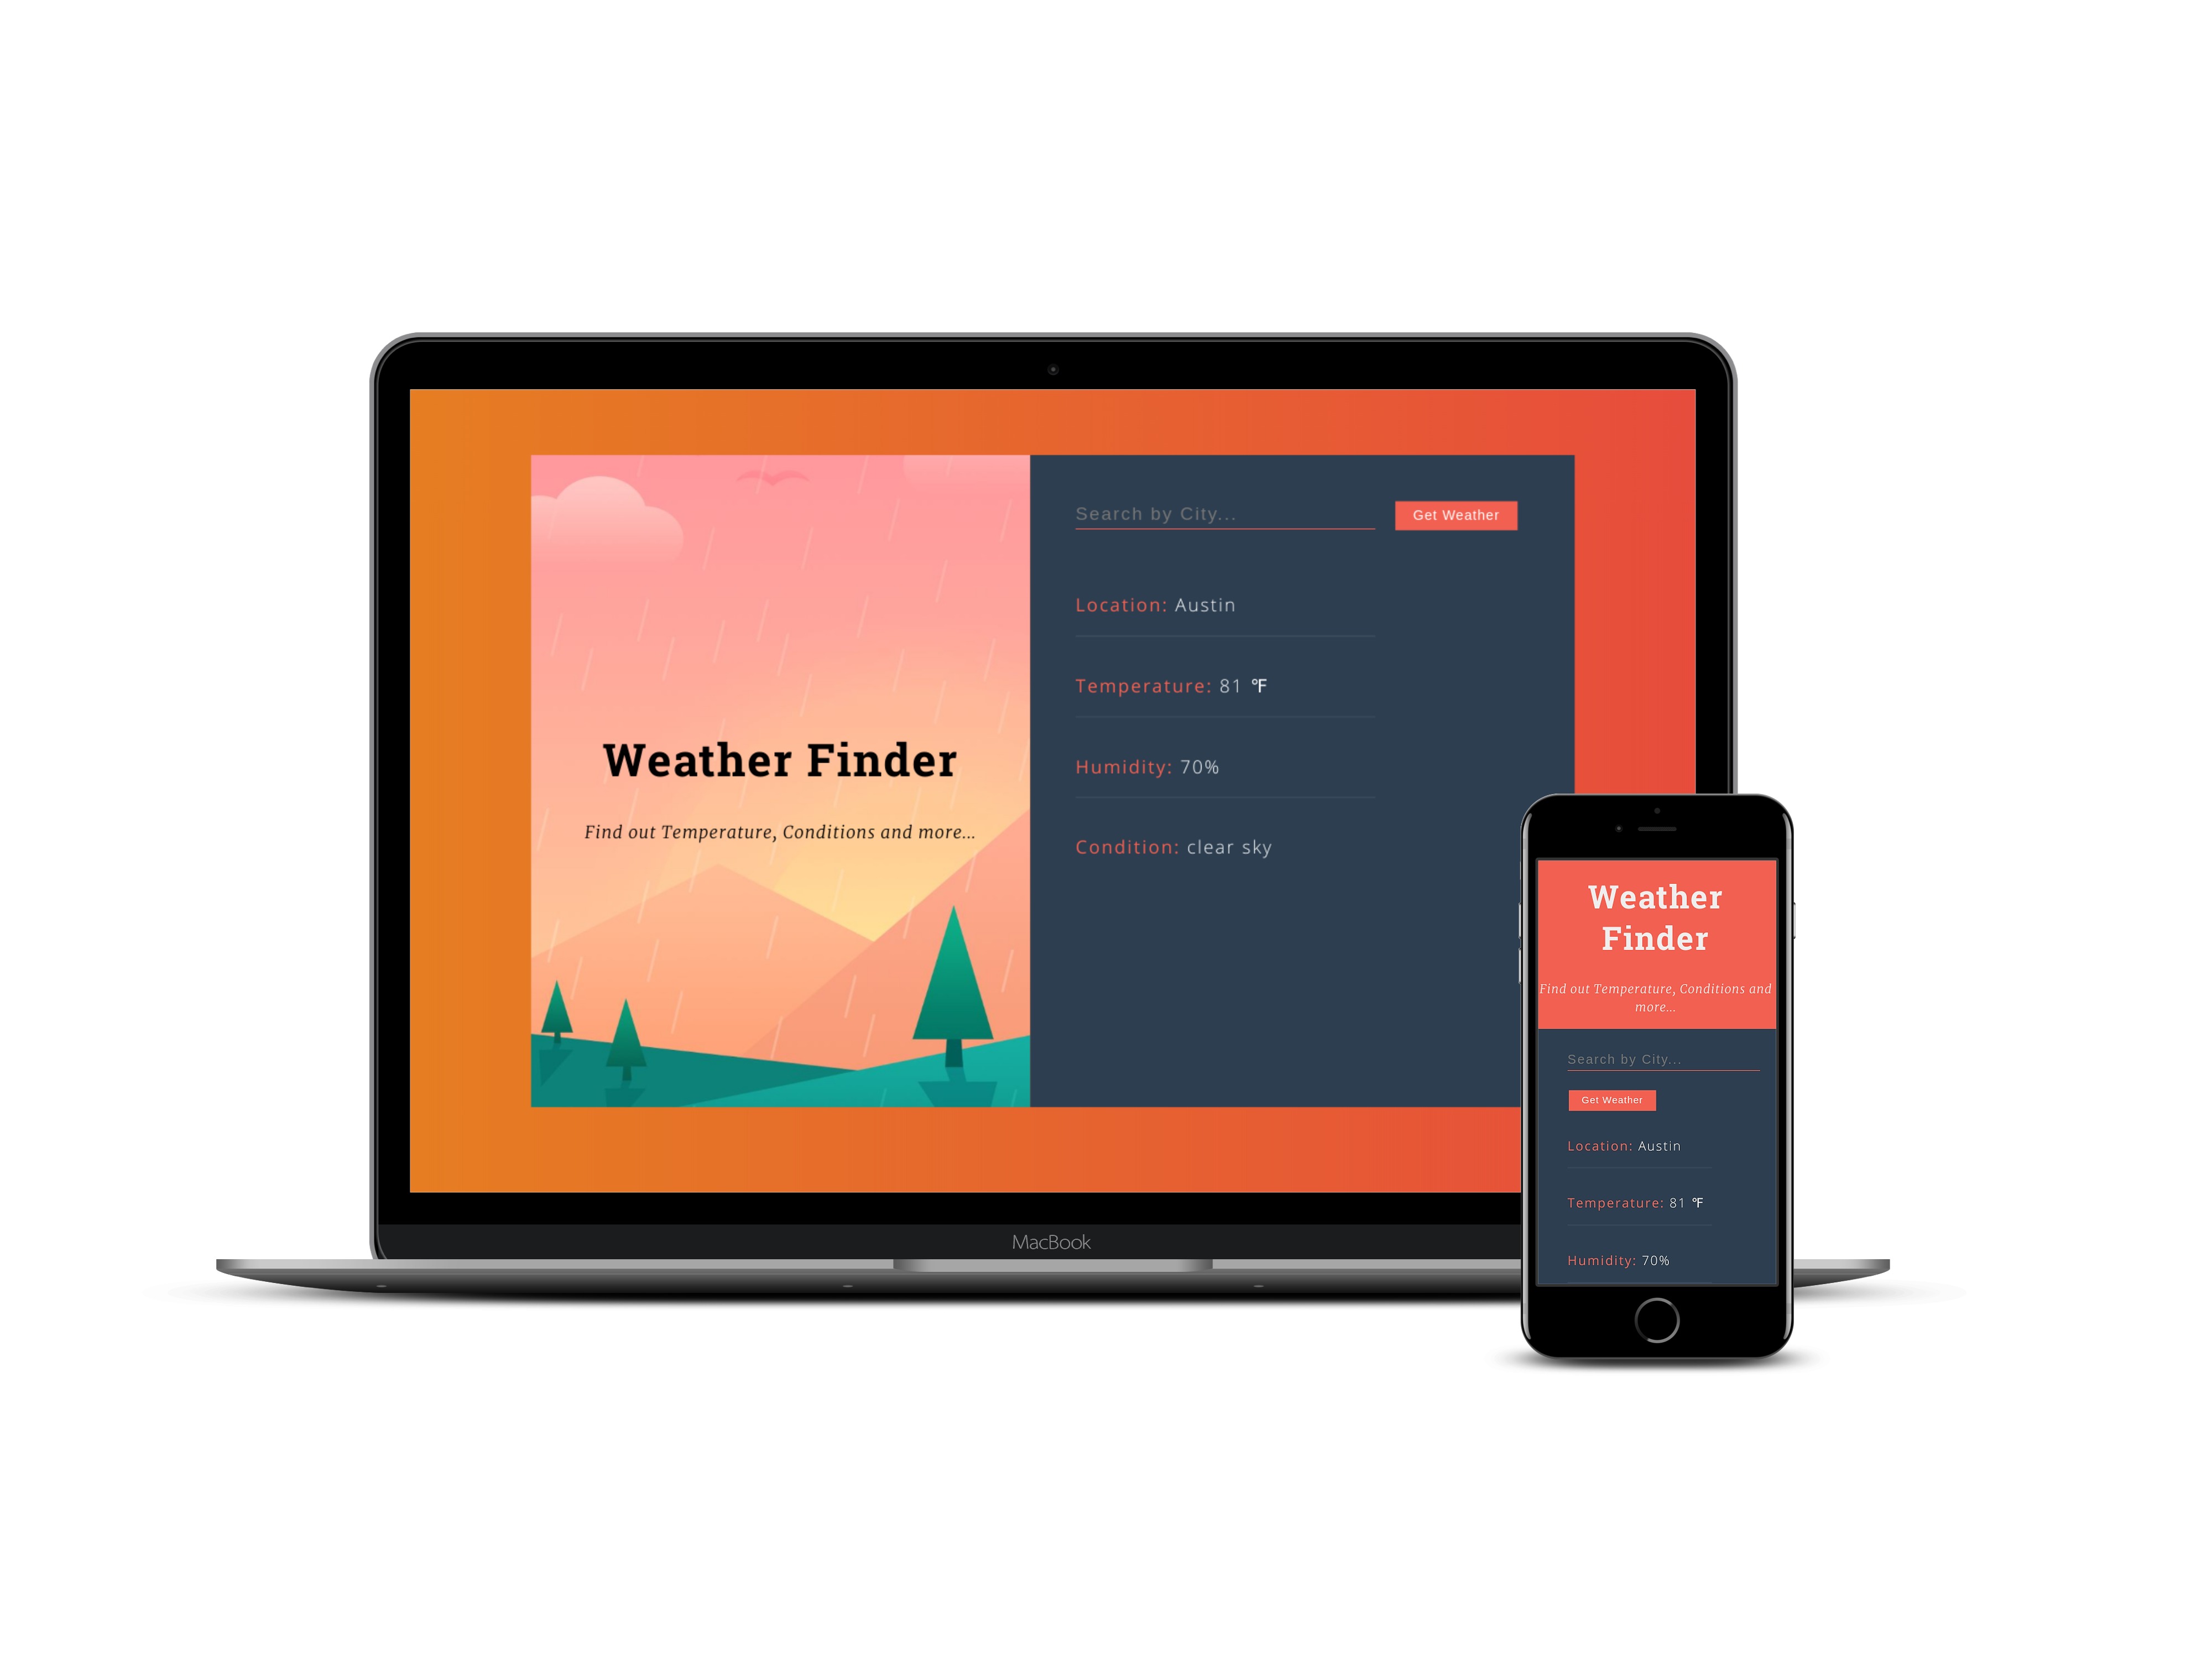 Weather Finder
Find out Temperature, Conditions and more...
Search by City...
Get Weather
Location: Austin
Temperature: 81 °F
Humidity: 70%
Condition: clear sky
MacBook
Weather
Finder
Find out Temperature, Conditions and
more...
Search by City...
Get Weather
Location: Austin
Temperature: 81 °F
Humidity: 70%